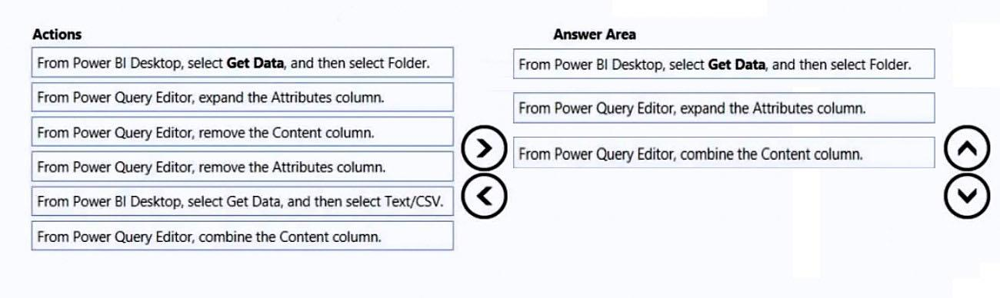 Actions
From Power BI Desktop, select Get Data, and then select Folder.
From Power Query Editor, expand the Attributes column.
From Power Query Editor, remove the Content column.
From Power Query Editor, remove the Attributes column.
From Power BI Desktop, select Get Data, and then select Text/CSV.
From Power Query Editor, combine the Content column.
Answer Area
From Power BI Desktop, select Get Data, and then select Folder.
From Power Query Editor, expand the Attributes column.
From Power Query Editor, combine the Content column.